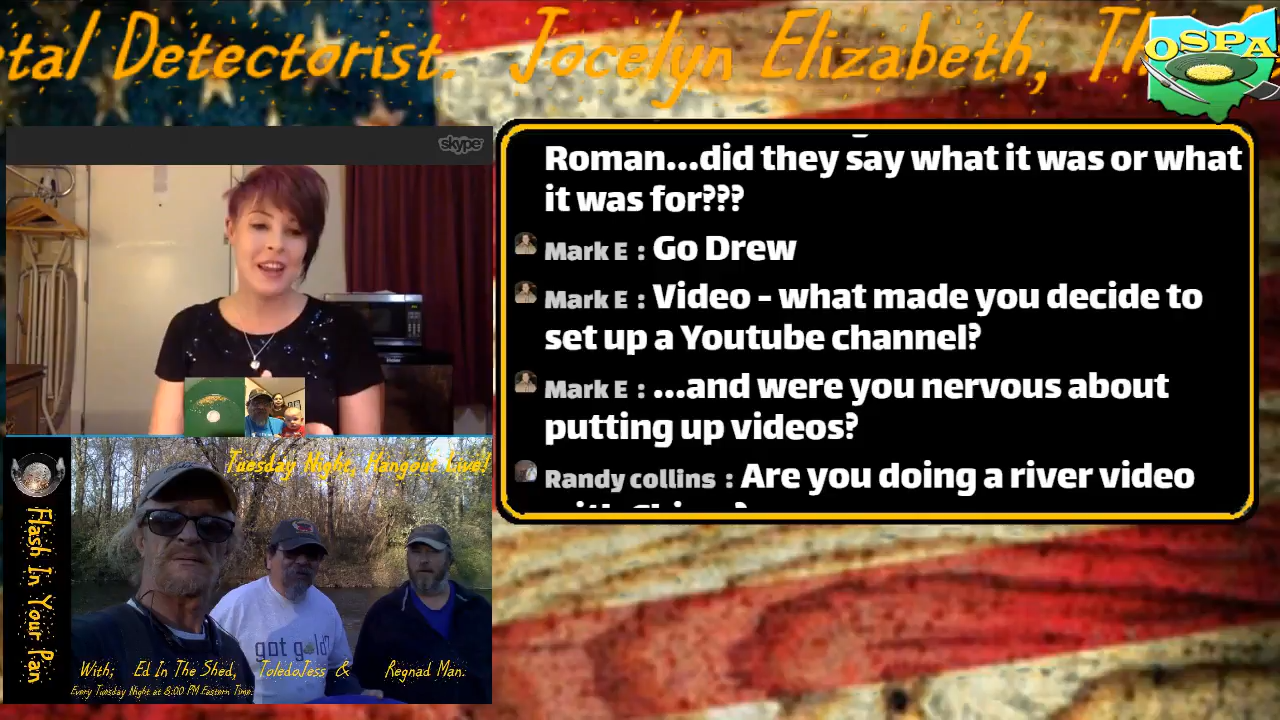 etal Detectorist. Jocelyn Elizabeth, Th
OSPA
skype
Roman...did they say what it was or what
it was for???
Mark E : Go Drew
Mark E : Video - what made you decide to
set up a Youtube channel?
Mark E : ...and were you nervous about
putting up videos?
Randy collins : Are you doing a river video
Tuesday Night, Hangout Live!
Flash In Your Pan
got gold?
With; Ed In The Shed, ToledoJess & Regnad Man.
Every Tuesday Night at 8:00 PM Eastern Time.